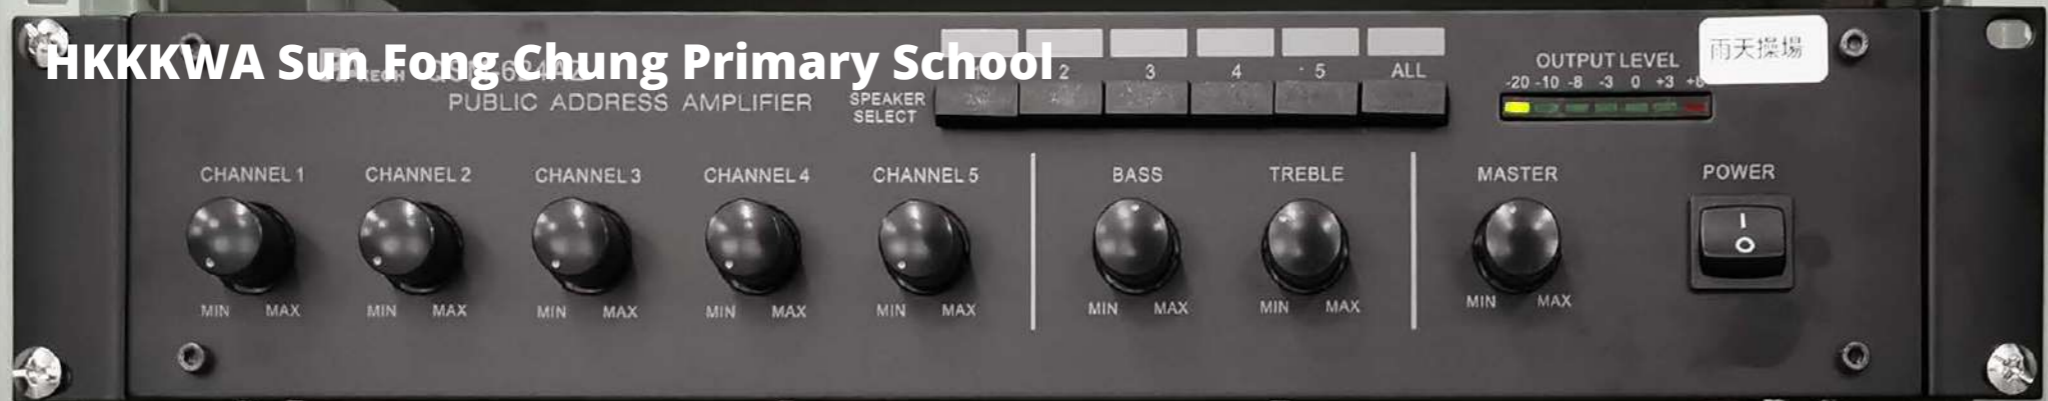 HKKKWA Sun Fong Chung Primary School
PUBLIC ADDRESS AMPLIFIER
SPEAKER
SELECT
2 3 4 5 ALL
OUTPUT LEVEL
-20 -10 -8 -3 0 +3
雨天操場
CHANNEL 1 CHANNEL 2 CHANNEL 3 CHANNEL 4 CHANNEL 5 BASS TREBLE MASTER POWER
MIN MAX MIN MAX MIN MAX MIN MAX MIN MAX MIN MAX MIN MAX MIN MAX